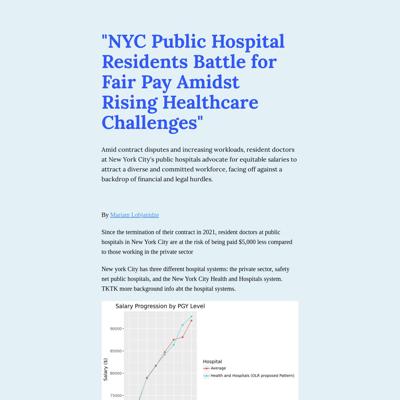 "NYC Public Hospital
Residents Battle for
Fair Pay Amidst
Rising Healthcare
Challenges"
Amid contract disputes and increasing workloads, resident doctors
at New York City's public hospitals advocate for equitable salaries to
attract a diverse and committed workforce, facing off against a
backdrop of financial and legal hurdles.
By Mariam Lobjanidze
Since the termination of their contract in 2021, resident doctors at public
hospitals in New York City are at the risk of being paid $5,000 less compared
to those working in the private sector
New york City has three different hospital systems: the private sector, safety
net public hospitals, and the New York City Health and Hospitals system.
TKTK more background info abt the hospital systems.
Salary Progression by PGY Level
90000
85000
80000
75000
Salary ($)
Hospital
Average
Health and Hospitals (OLR proposed Pattern)